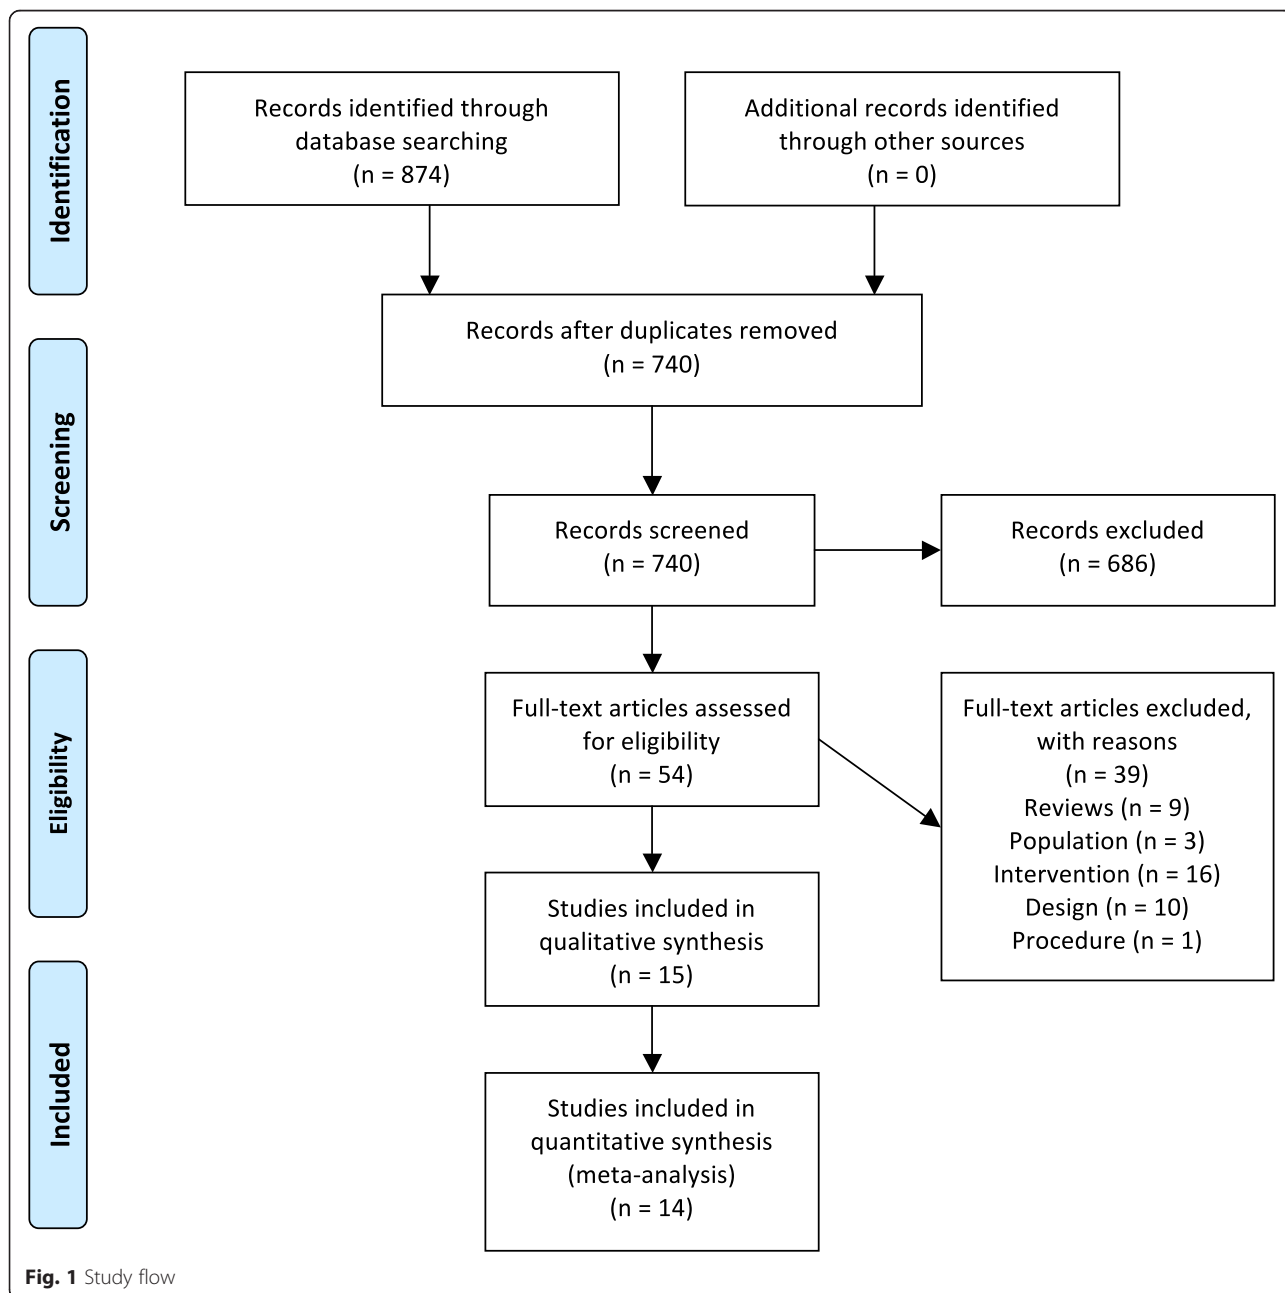 Identification
Records identified through
database searching
(n = 874)
Additional records identified
through other sources
(n = 0)
Records after duplicates removed
(n = 740)
Screening
Records screened
(n = 740)
Records excluded
(n = 686)
Eligibility
Full-text articles assessed
for eligibility
(n = 54)
Full-text articles excluded,
with reasons
(n = 39)
Reviews (n = 9)
Population (n = 3)
Intervention (n = 16)
Design (n = 10)
Procedure (n = 1)
Studies included in
qualitative synthesis
(n = 15)
Included
Studies included in
quantitative synthesis
(meta-analysis)
(n = 14)
Fig. 1 Study flow